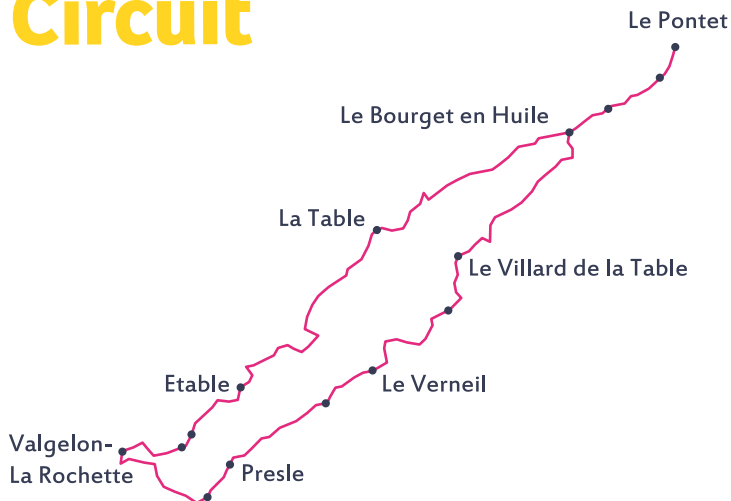 Circuit
Le Pontet
Le Bourget en Huile
La Table
Le Villard de la Table
Etable
Le Verneil
Valgelon-
La Rochette
Presle